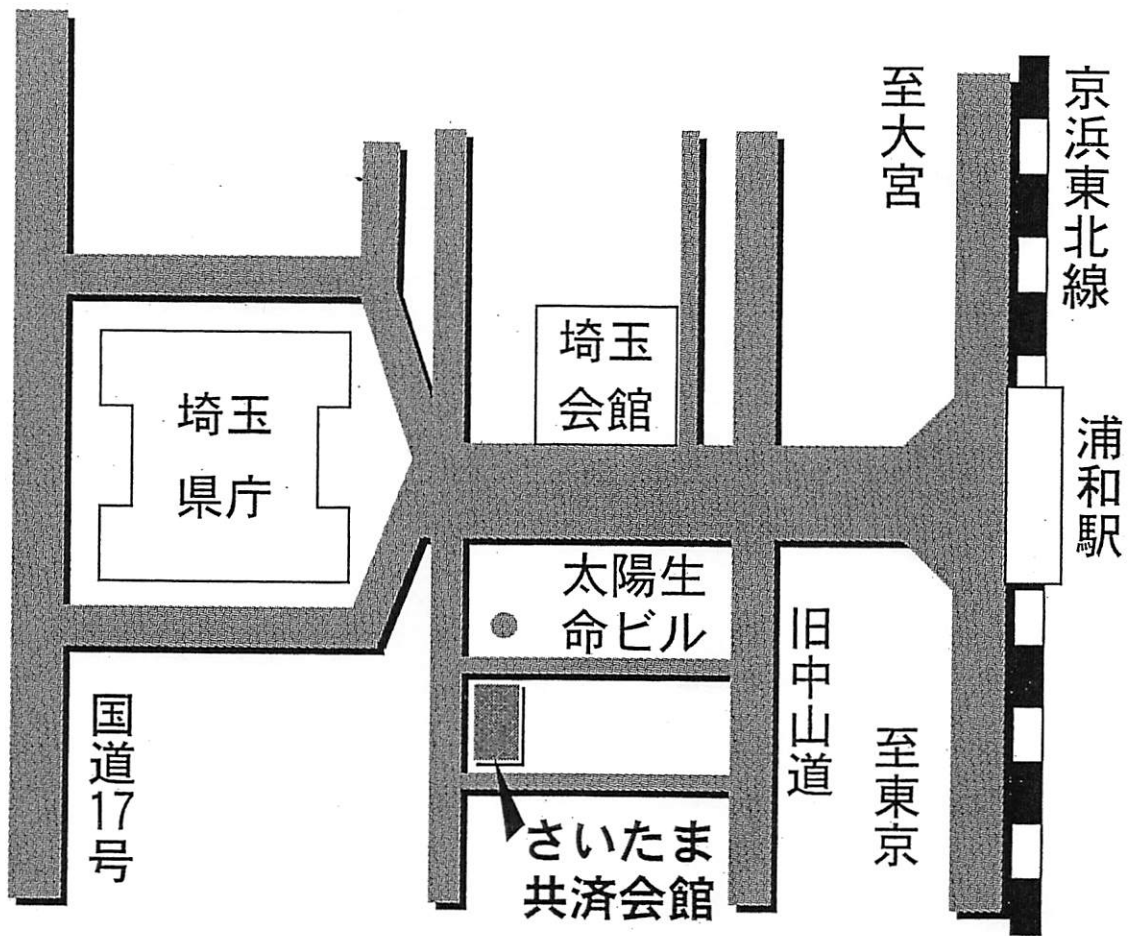 京浜東北線
至大宮
埼玉
会館
埼玉
県庁
浦和駅
太陽生
命ビル
旧中山道
至東京
国道17号
さいたま
共済会館